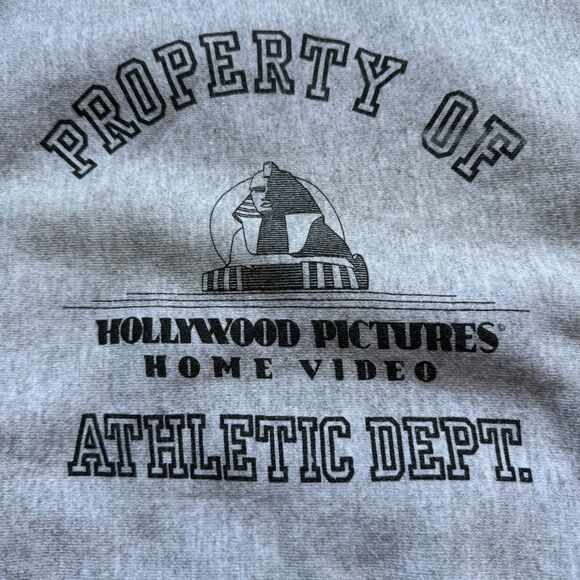 PROPERTY OF
HOLLYWOOD PICTURES®
HOME VIDEO
ATHLETIC DEPT.